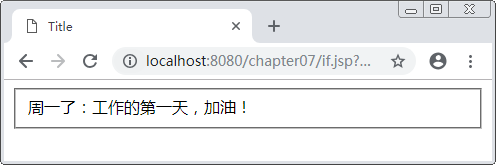 Title
localhost:8080/chapter07/if.jsp?...
周一了：工作的第一天，加油！